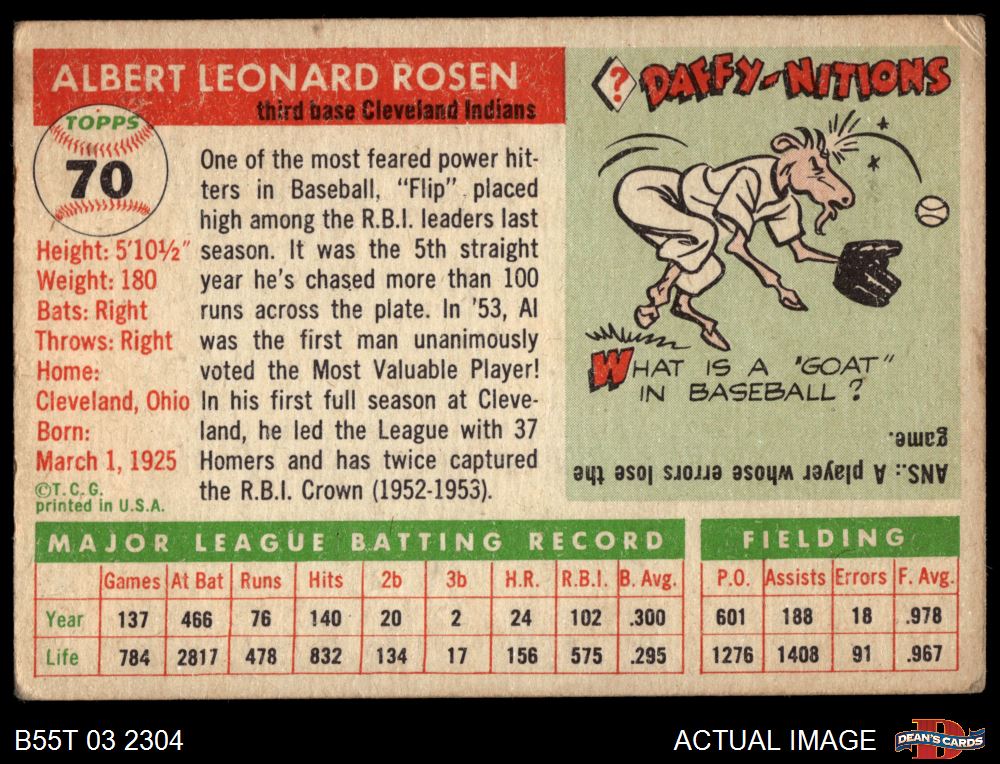 ALBERT LEONARD ROSEN
third base Cleveland Indians
TOPPS
70
Height: 5'10½"
Weight: 180
Bats: Right
Throws: Right
Home:
Cleveland, Ohio
Born:
March 1, 1925
©T. C. G.
printed in U.S.A.
One of the most feared power hit-
ters in Baseball, “Flip” placed
high among the R.B.I. leaders last
season. It was the 5th straight
year he's chased more than 100
runs across the plate. In '53, Al
was the first man unanimously
voted the Most Valuable Player!
In his first full season at Cleve-
land, he led the League with 37
Homers and has twice captured
the R.B.I. Crown (1952-1953).
? DAFFY-NITIONS
WHAT IS A "GOAT"
IN BASEBALL?
ANS.: A player whose errors lose the
game.
MAJOR LEAGUE BATTING RECORD
Games At Bat Runs Hits 2b 3b H.R. R.B.I. B. Avg.
Year 137 466 76 140 20 2 24 102 .300
Life 784 2817 478 832 134 17 156 575 .295
FIELDING
P.O. Assists Errors F. Avg.
601 188 18 .978
1276 1408 91 .967
B55T 03 2304
ACTUAL IMAGE
D
DEAN'S CARDS